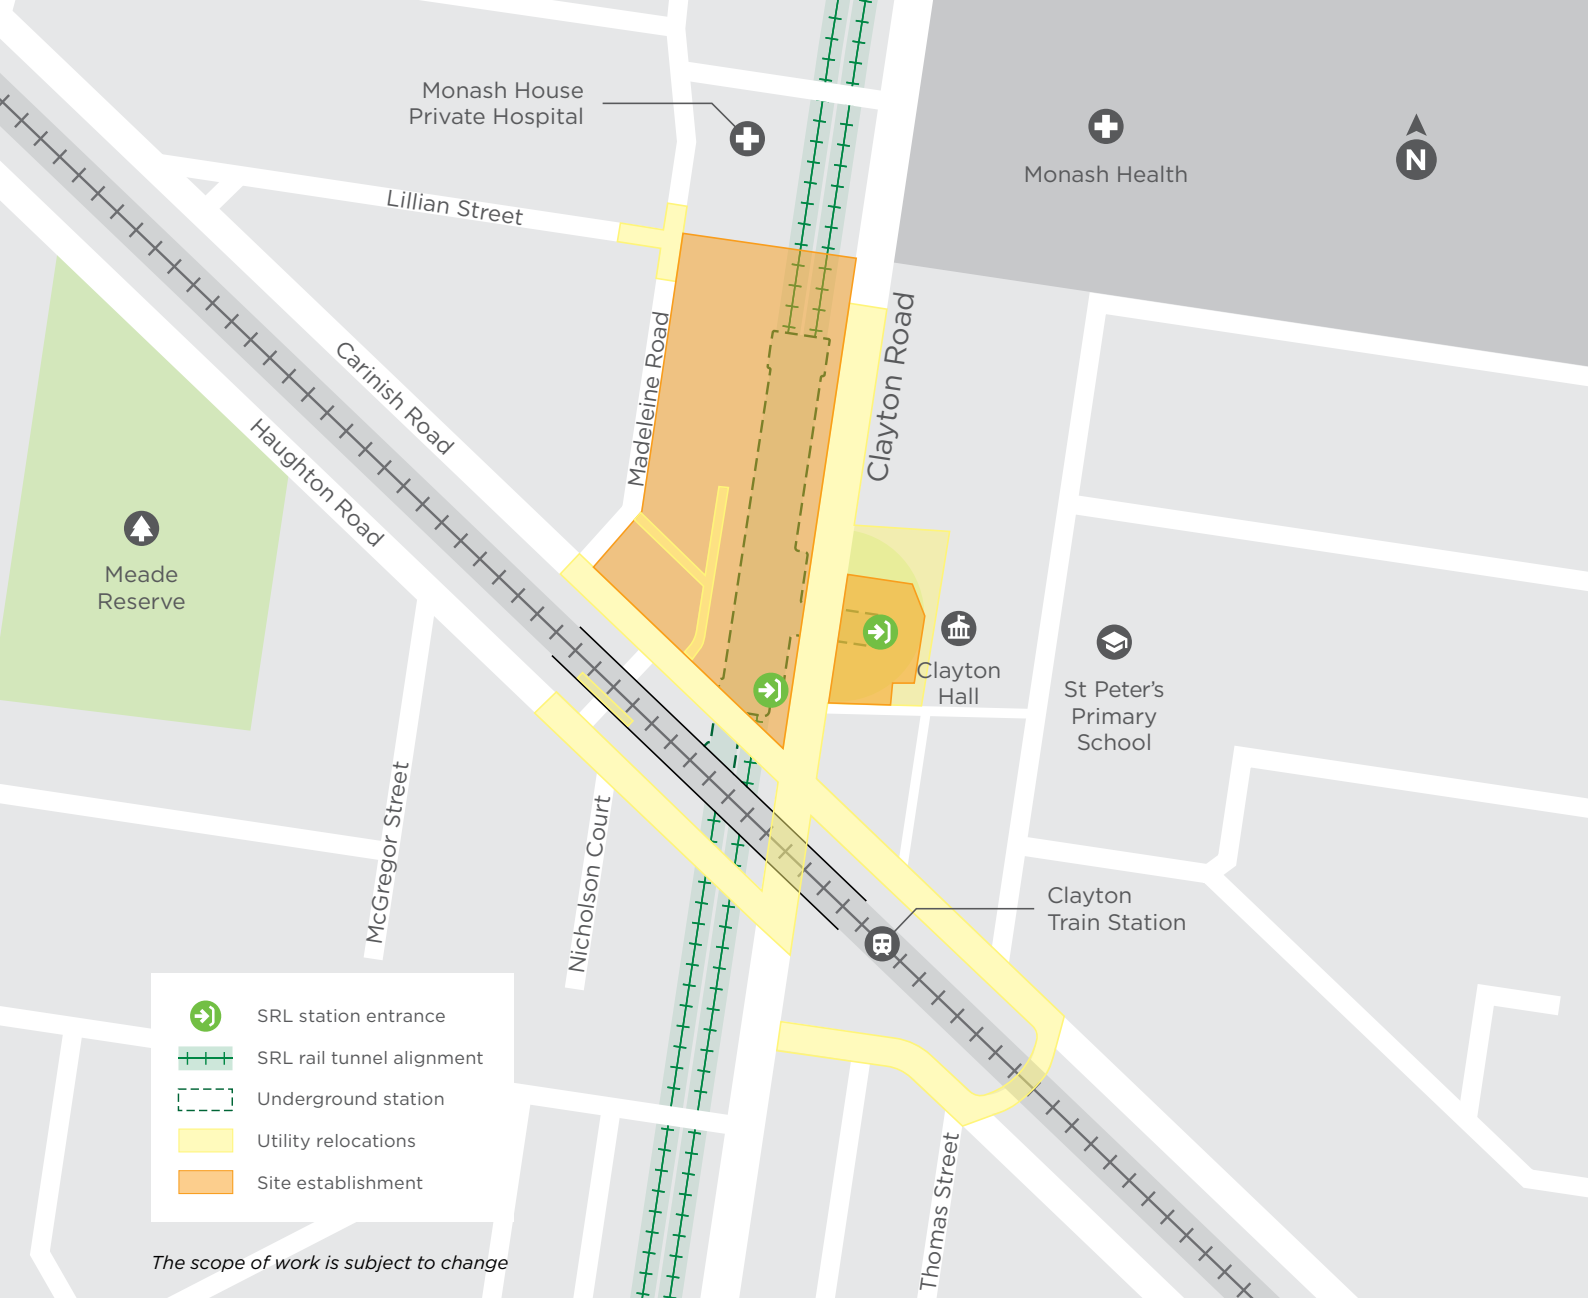 Monash House
Private Hospital
Monash Health
N
Lillian Street
Clayton Road
Madeleine Road
Carinish Road
Haughton Road
Meade
Reserve
Clayton
Hall
St Peter's
Primary
School
McGregor Street
Nicholson Court
Clayton
Train Station
Thomas Street
SRL station entrance
SRL rail tunnel alignment
Underground station
Utility relocations
Site establishment
The scope of work is subject to change